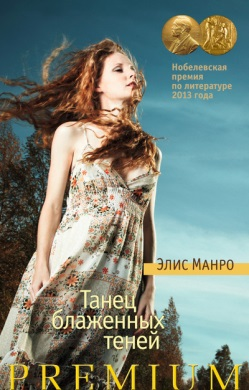 Нобелевская
премия
по литературе
2013 года
Элис Манро
Танец
блаженных
теней
PREMIUM